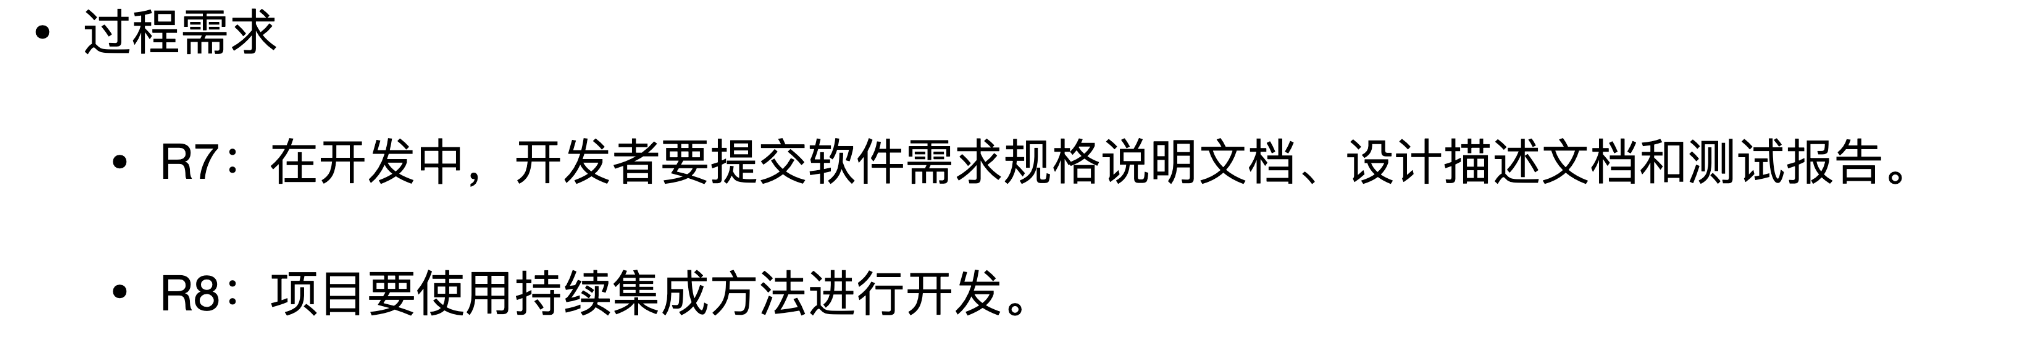 • 过程需求
• R7：在开发中，开发者要提交软件需求规格说明文档、设计描述文档和测试报告。
• R8：项目要使用持续集成方法进行开发。